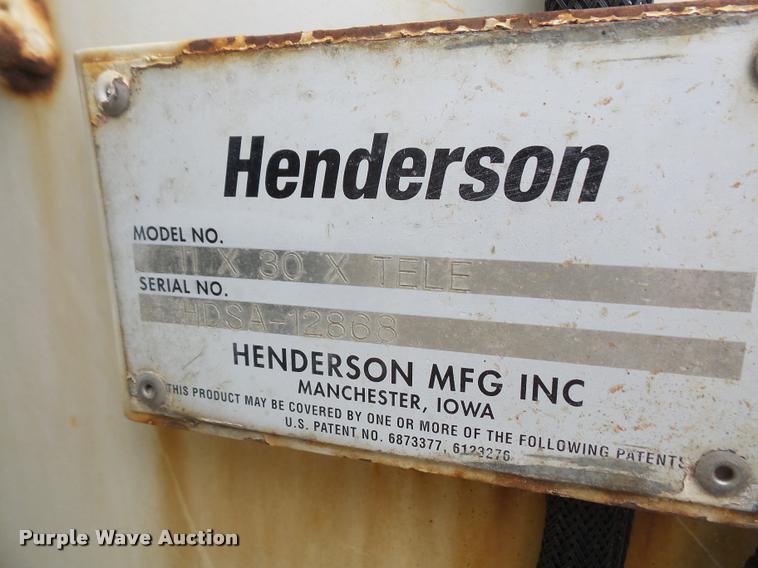 Henderson
MODEL NO.
11 X 30 X TELE
SERIAL NO.
HDSA-12868
HENDERSON MFG INC
MANCHESTER, IOWA
THIS PRODUCT MAY BE COVERED BY ONE OR MORE OF THE FOLLOWING PATENTS
U.S. PATENT NO. 6873377, 6123276
Purple Wave Auction